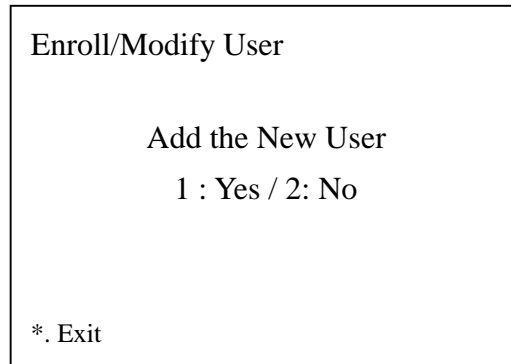 Enroll/Modify User
Add the New User
1 : Yes / 2: No
*. Exit